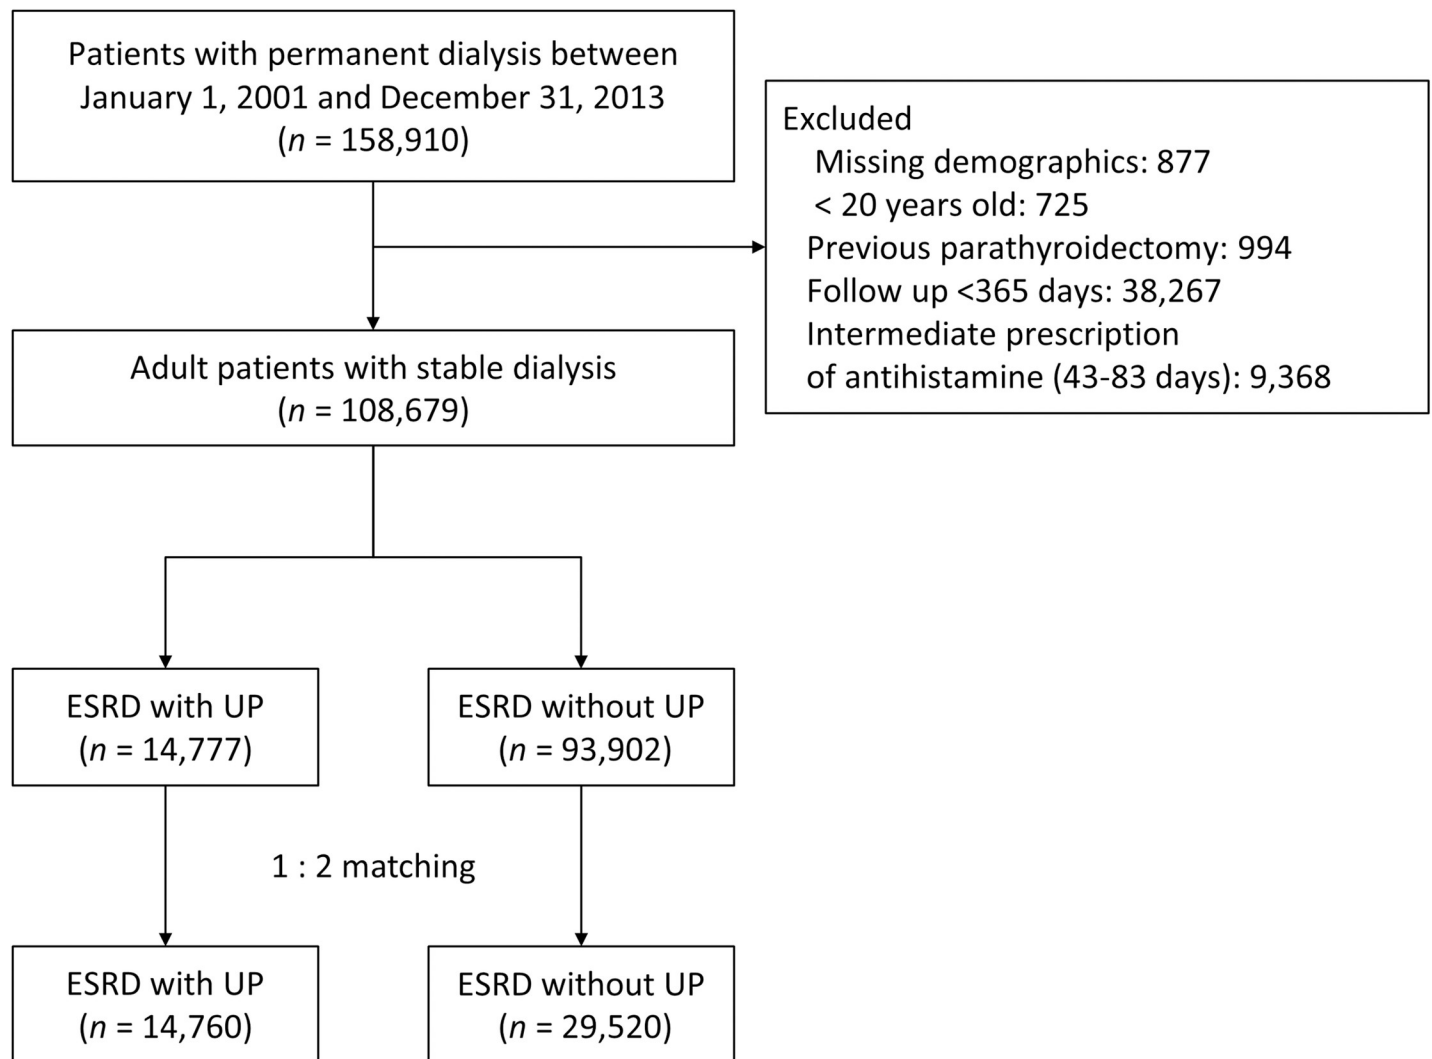 Patients with permanent dialysis between
January 1, 2001 and December 31, 2013
(n = 158,910)
Excluded
Missing demographics: 877
< 20 years old: 725
Previous parathyroidectomy: 994
Follow up <365 days: 38,267
Intermediate prescription
of antihistamine (43-83 days): 9,368
Adult patients with stable dialysis
(n = 108,679)
ESRD with UP
(n = 14,777)
ESRD without UP
(n = 93,902)
1 : 2 matching
ESRD with UP
(n = 14,760)
ESRD without UP
(n = 29,520)